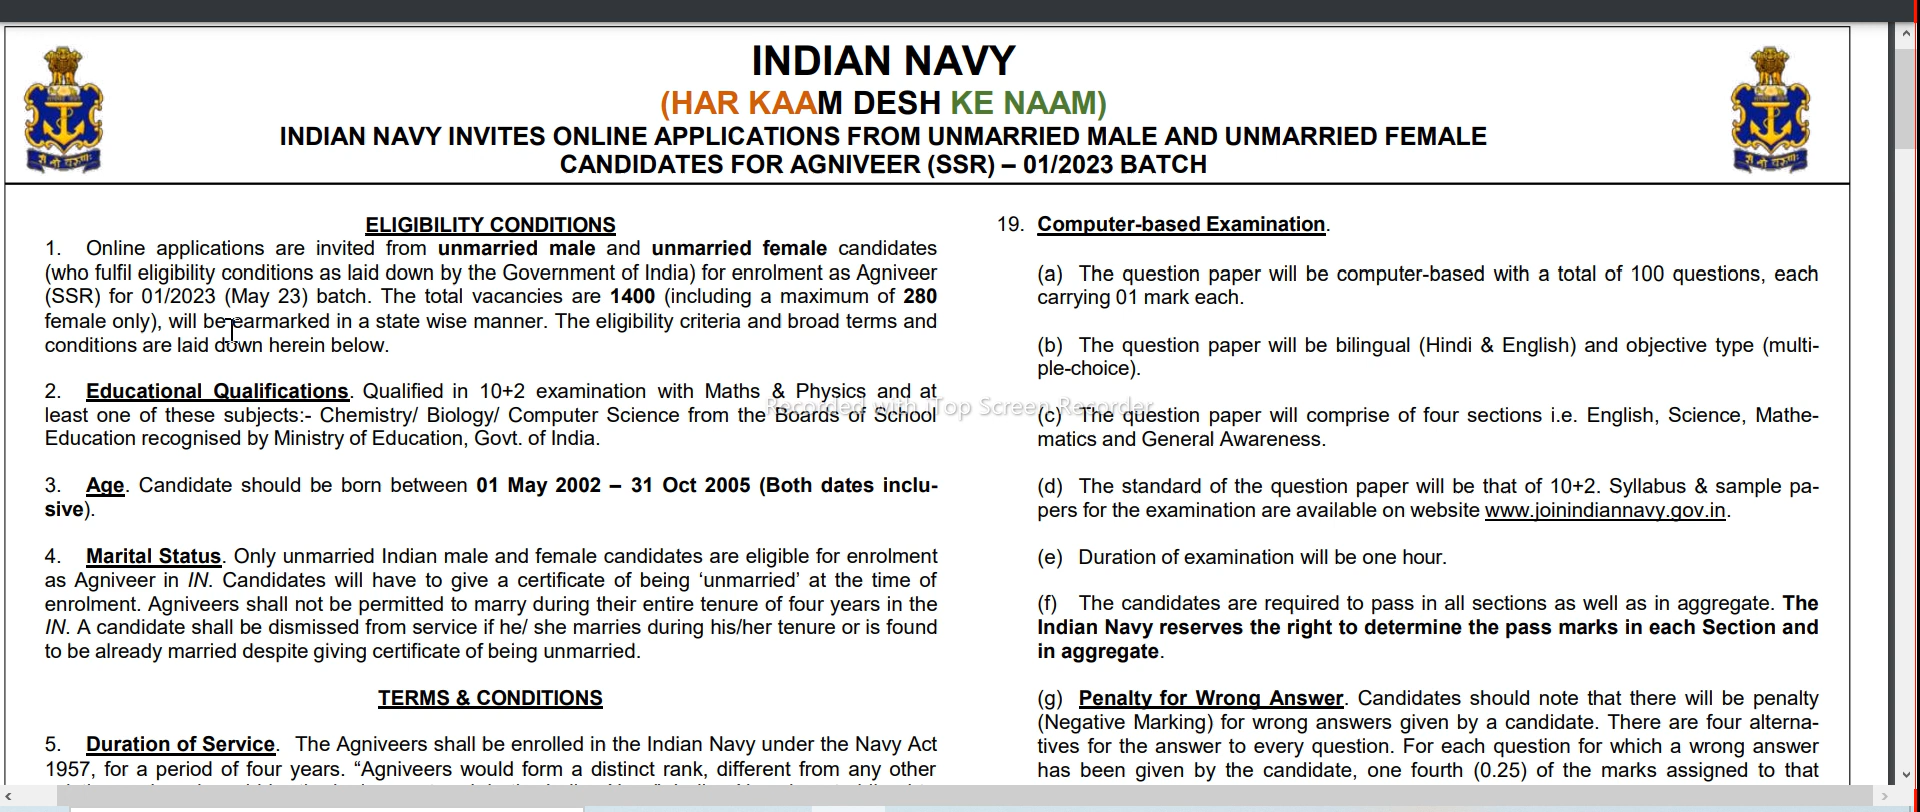 INDIAN NAVY
(HAR KAAM DESH KE NAAM)
INDIAN NAVY INVITES ONLINE APPLICATIONS FROM UNMARRIED MALE AND UNMARRIED FEMALE
CANDIDATES FOR AGNIVEER (SSR) – 01/2023 BATCH
ELIGIBILITY CONDITIONS
1. Online applications are invited from unmarried male and unmarried female candidates
(who fulfil eligibility conditions as laid down by the Government of India) for enrolment as Agniveer
(SSR) for 01/2023 (May 23) batch. The total vacancies are 1400 (including a maximum of 280
female only), will be earmarked in a state wise manner. The eligibility criteria and broad terms and
conditions are laid down herein below.
2. Educational Qualifications. Qualified in 10+2 examination with Maths & Physics and at
least one of these subjects:- Chemistry/ Biology/ Computer Science from the Boards of School
Education recognised by Ministry of Education, Govt. of India.
3. Age. Candidate should be born between 01 May 2002 – 31 Oct 2005 (Both dates inclu-
sive).
4. Marital Status. Only unmarried Indian male and female candidates are eligible for enrolment
as Agniveer in IN. Candidates will have to give a certificate of being ‘unmarried’ at the time of
enrolment. Agniveers shall not be permitted to marry during their entire tenure of four years in the
IN. A candidate shall be dismissed from service if he/ she marries during his/her tenure or is found
to be already married despite giving certificate of being unmarried.
TERMS & CONDITIONS
5. Duration of Service. The Agniveers shall be enrolled in the Indian Navy under the Navy Act
1957, for a period of four years. “Agniveers would form a distinct rank, different from any other
19. Computer-based Examination.
(a) The question paper will be computer-based with a total of 100 questions, each
carrying 01 mark each.
(b) The question paper will be bilingual (Hindi & English) and objective type (multi-
ple-choice).
(c) The question paper will comprise of four sections i.e. English, Science, Mathe-
matics and General Awareness.
(d) The standard of the question paper will be that of 10+2. Syllabus & sample pa-
pers for the examination are available on website www.joinindiannavy.gov.in.
(e) Duration of examination will be one hour.
(f) The candidates are required to pass in all sections as well as in aggregate. The
Indian Navy reserves the right to determine the pass marks in each Section and
in aggregate.
(g) Penalty for Wrong Answer. Candidates should note that there will be penalty
(Negative Marking) for wrong answers given by a candidate. There are four alterna-
tives for the answer to every question. For each question for which a wrong answer
has been given by the candidate, one fourth (0.25) of the marks assigned to that
Recorded with iTop Screen Recorder